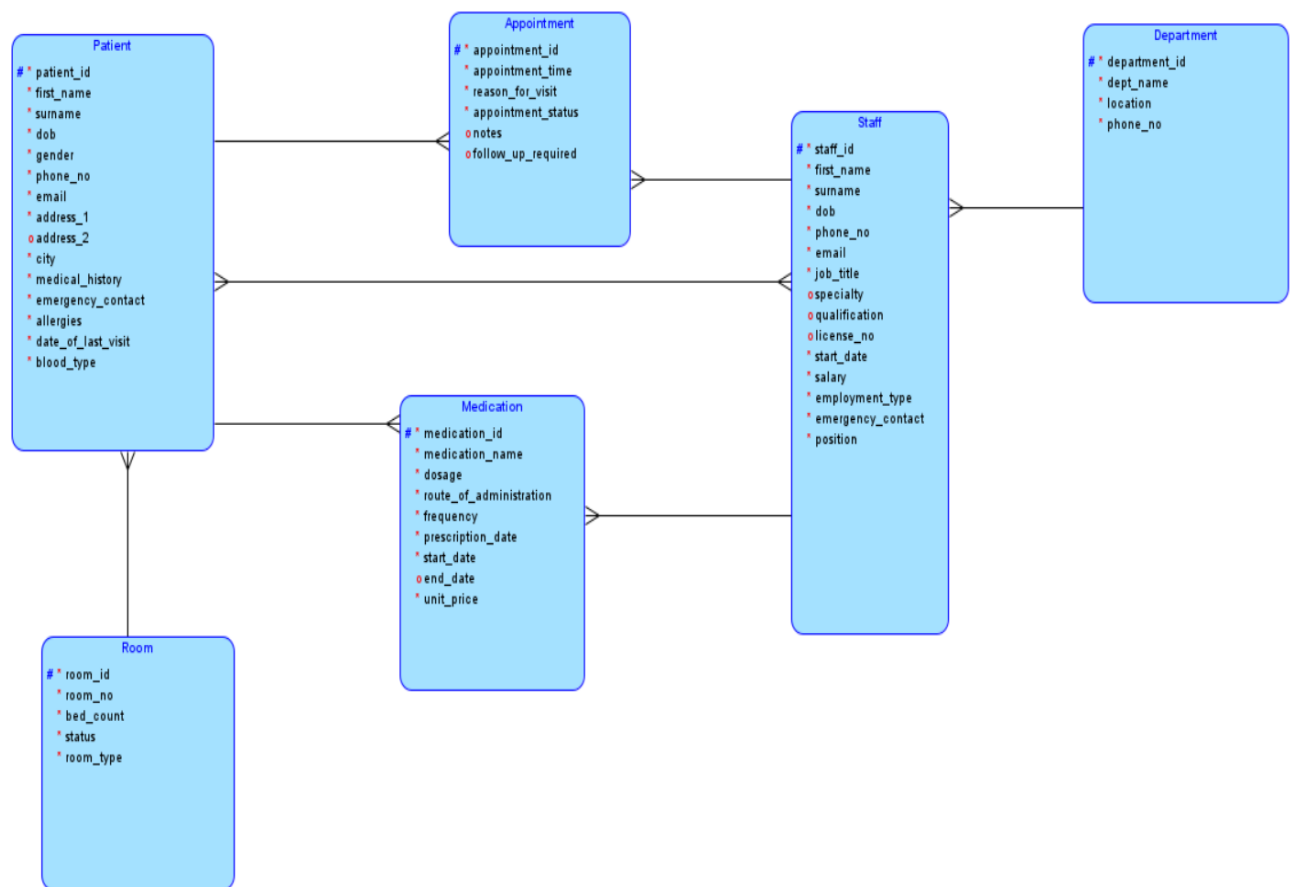 Patient
# * patient_id
* first_name
* surname
* dob
* gender
* phone_no
* email
* address_1
o address_2
* city
* medical_history
* emergency_contact
* allergies
* date_of_last_visit
* blood_type
Appointment
# * appointment_id
* appointment_time
* reason_for_visit
* appointment_status
o notes
o follow_up_required
Staff
# * staff_id
* first_name
* surname
* dob
* phone_no
* email
* job_title
o specialty
o qualification
o license_no
* start_date
* salary
* employment_type
* emergency_contact
* position
Department
# * department_id
* dept_name
* location
* phone_no
Medication
# * medication_id
* medication_name
* dosage
* route_of_administration
* frequency
* prescription_date
* start_date
o end_date
* unit_price
Room
# * room_id
* room_no
* bed_count
* status
* room_type